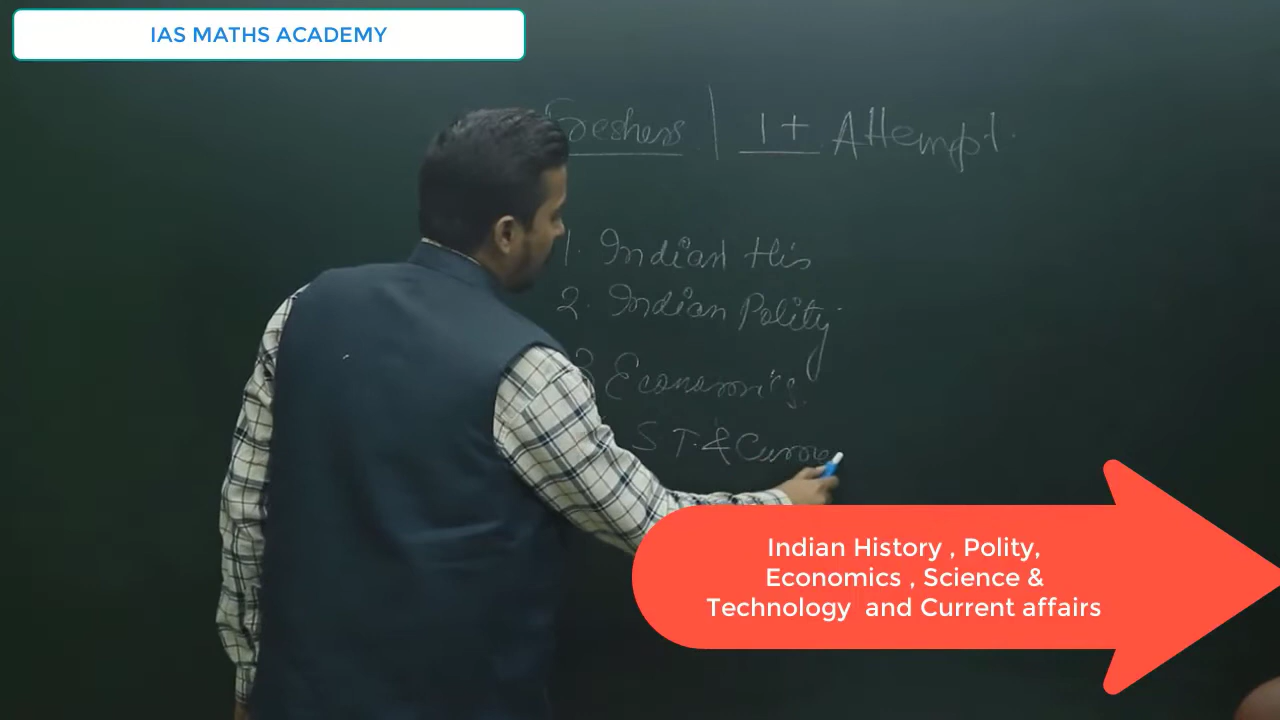 IAS MATHS ACADEMY
Freshers | 1+ Attempt.
1. Indian His
2. Indian Polity
3 Economics.
S T. & Curre
Indian History , Polity,
Economics , Science &
Technology and Current affairs